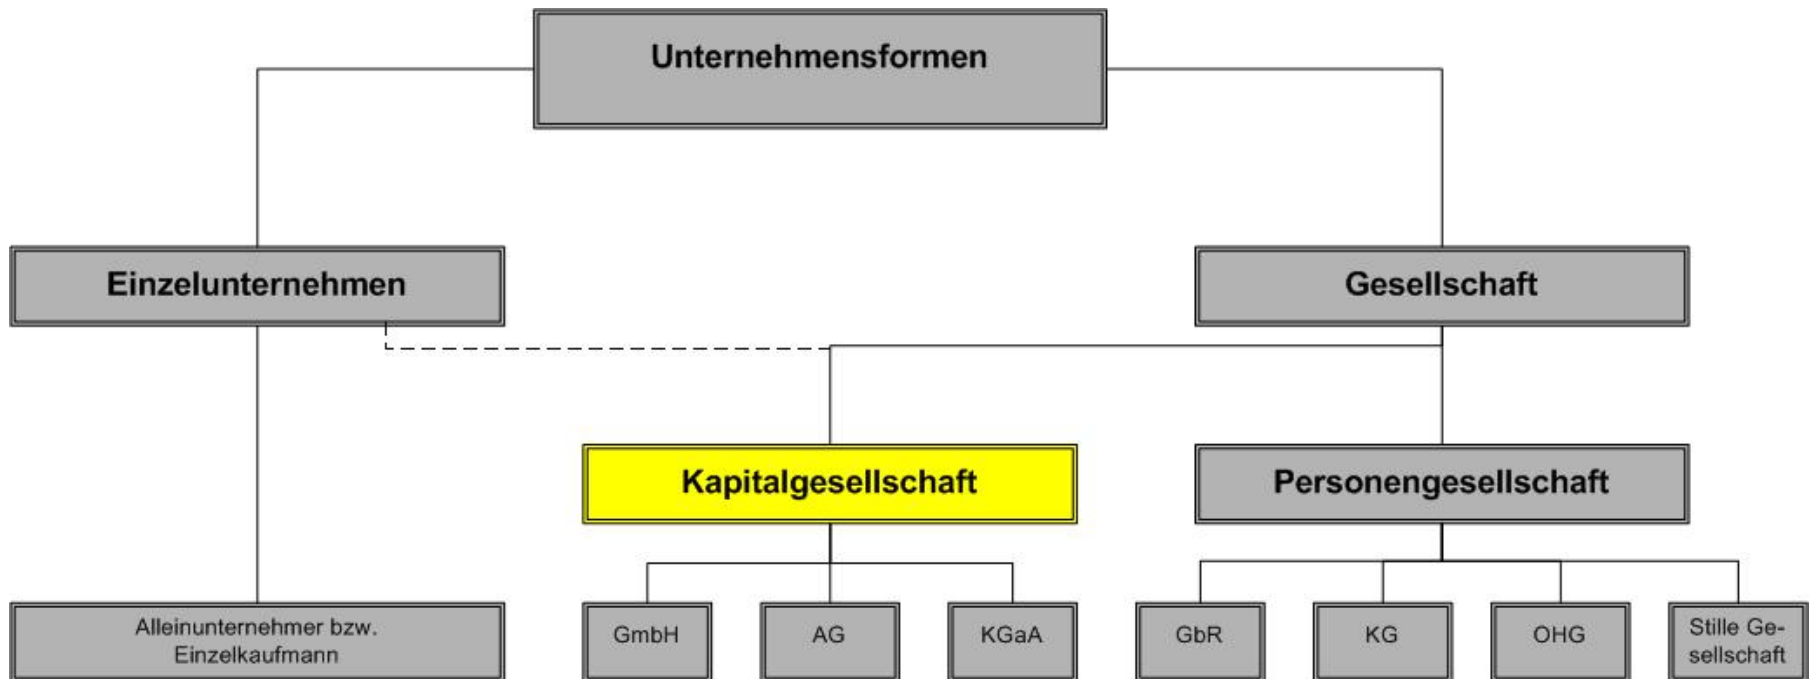 Unternehmensformen
Einzelunternehmen
Gesellschaft
Kapitalgesellschaft
Personengesellschaft
Alleinunternehmer bzw.
Einzelkaufmann
GmbH
AG
KGaA
GbR
KG
OHG
Stille Ge-
sellschaft